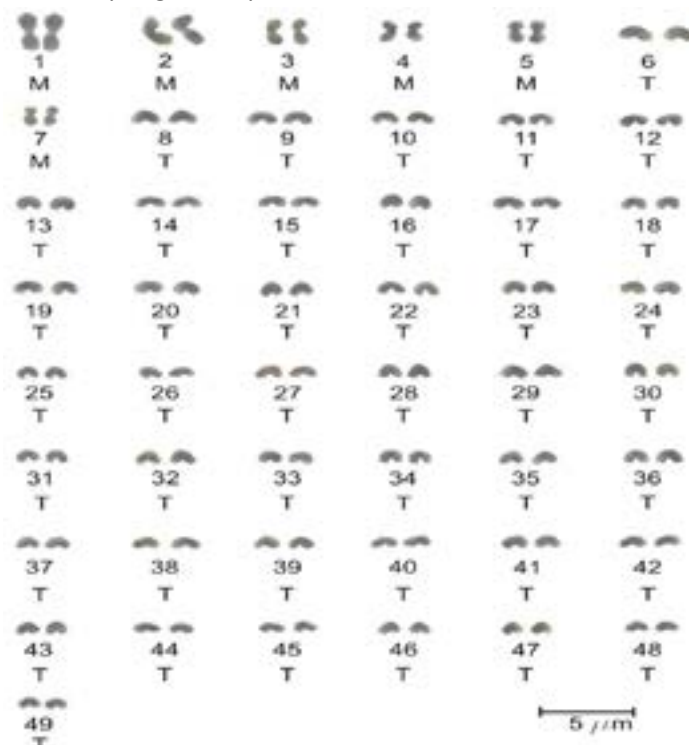 1 2 3 4 5 6
M M M M M T
7 8 9 10 11 12
M T T T T T
13 14 15 16 17 18
T T T T T T
19 20 21 22 23 24
T T T T T T
25 26 27 28 29 30
T T T T T T
31 32 33 34 35 36
T T T T T T
37 38 39 40 41 42
T T T T T T
43 44 45 46 47 48
T T T T T T
49
T
5 μm